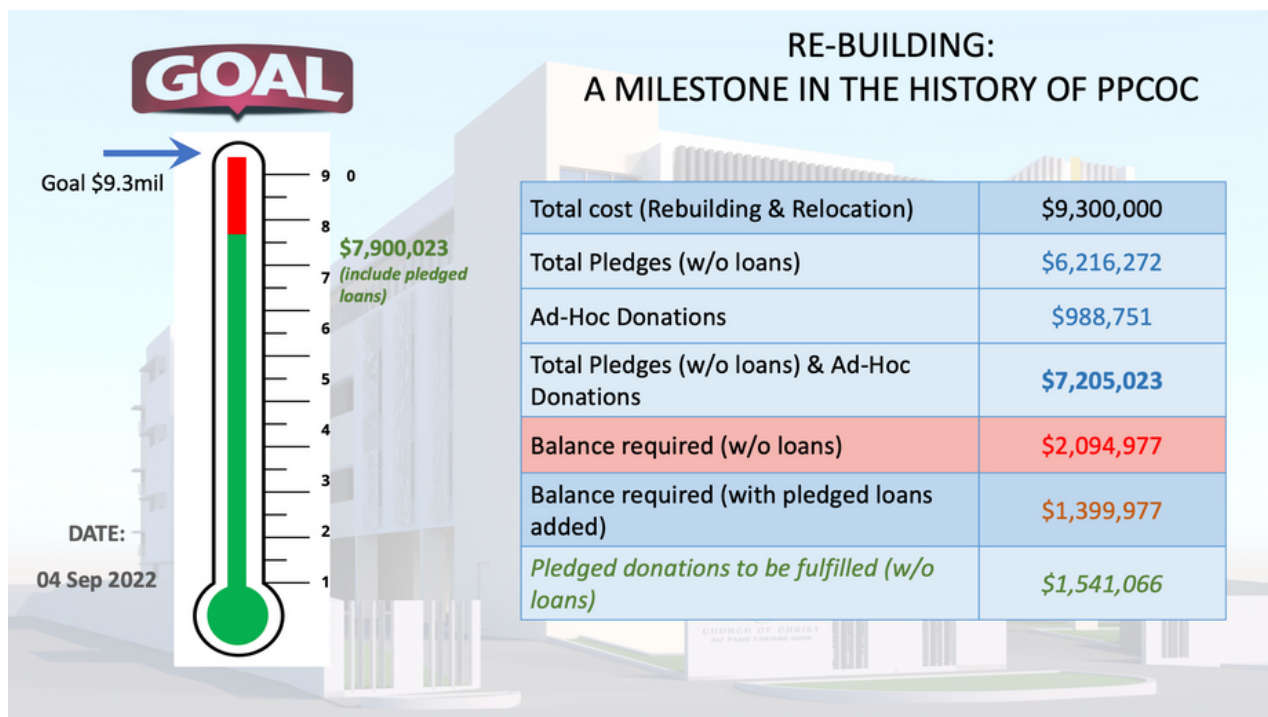 GOAL
Goal $9.3mil
9 0
8
$7,900,023
(include pledged
loans)
7
6
5
4
3
2
1
DATE:
04 Sep 2022
RE-BUILDING:
A MILESTONE IN THE HISTORY OF PPCOC
Total cost (Rebuilding & Relocation) $9,300,000
Total Pledges (w/o loans) $6,216,272
Ad-Hoc Donations $988,751
Total Pledges (w/o loans) & Ad-Hoc
Donations $7,205,023
Balance required (w/o loans) $2,094,977
Balance required (with pledged loans
added) $1,399,977
Pledged donations to be fulfilled (w/o
loans) $1,541,066
CHURCH OF CHRIST